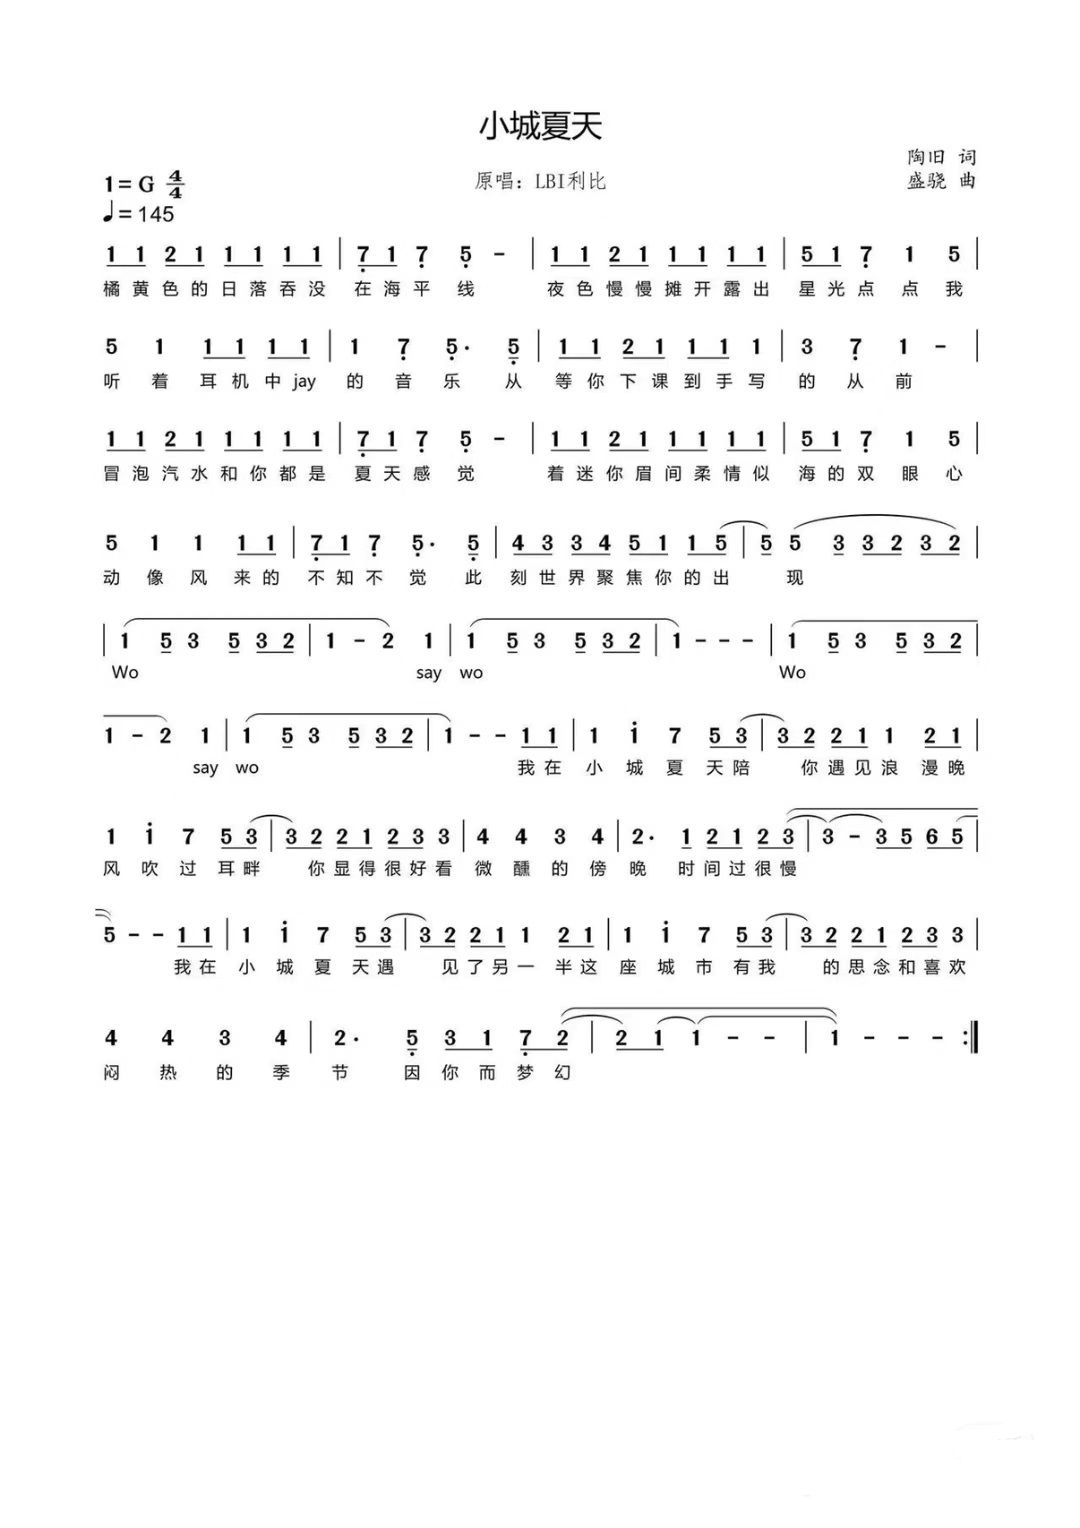 小城夏天
陶旧 词
1=G 4/4
原唱：LBI利比
盛骁 曲
♩=145
1 1 2 1 1 1 1 1 | 7̣ 1 7̣ 5̣ - | 1 1 2 1 1 1 1 1 | 5 1 7̣ 1 5 |
橘黄色的日落吞没 在海平线 夜色慢慢摊开露出 星光点点我
5 1 1 1 1 1 | 1 7̣ 5̣· 5̣ | 1 1 2 1 1 1 1 | 3 7̣ 1 - |
听着耳机中jay 的音乐从 等你下课到手写 的从前
1 1 2 1 1 1 1 1 | 7̣ 1 7̣ 5̣ - | 1 1 2 1 1 1 1 1 | 5 1 7̣ 1 5 |
冒泡汽水和你都是 夏天感觉 着迷你眉间柔情似 海的双眼心
5 1 1 1 1 | 7̣ 1 7̣ 5̣· 5̣ | 4 3 3 4 5 1 1 5 | 5 5 3 3 2 3 2 |
动像风来的 不知不觉此 刻世界聚焦你的出 现
| 1 5 3 5 3 2 | 1 - 2 1 | 1 5 3 5 3 2 | 1 - - - | 1 5 3 5 3 2 |
Wo say wo Wo
1 - 2 1 | 1 5 3 5 3 2 | 1 - - 1 1 | 1 i 7 5 3 | 3 2 2 1 1 2 1 |
say wo 我在 小城夏天陪 你遇见浪漫晚
1 i 7 5 3 | 3 2 2 1 2 3 3 | 4 4 3 4 | 2· 1 2 1 2 3 | 3 - 3 5 6 5 |
风吹过耳畔 你显得很好看 微醺的傍晚 时间过很慢
5 - - 1 1 | 1 i 7 5 3 | 3 2 2 1 1 2 1 | 1 i 7 5 3 | 3 2 2 1 2 3 3 |
我在 小城夏天遇 见了另一半这 座城市有我 的思念和喜欢
4 4 3 4 | 2· 5̣ 3 1 7̣ 2 | 2 1 1 - - | 1 - - - :‖
闷热的季 节因你而梦幻